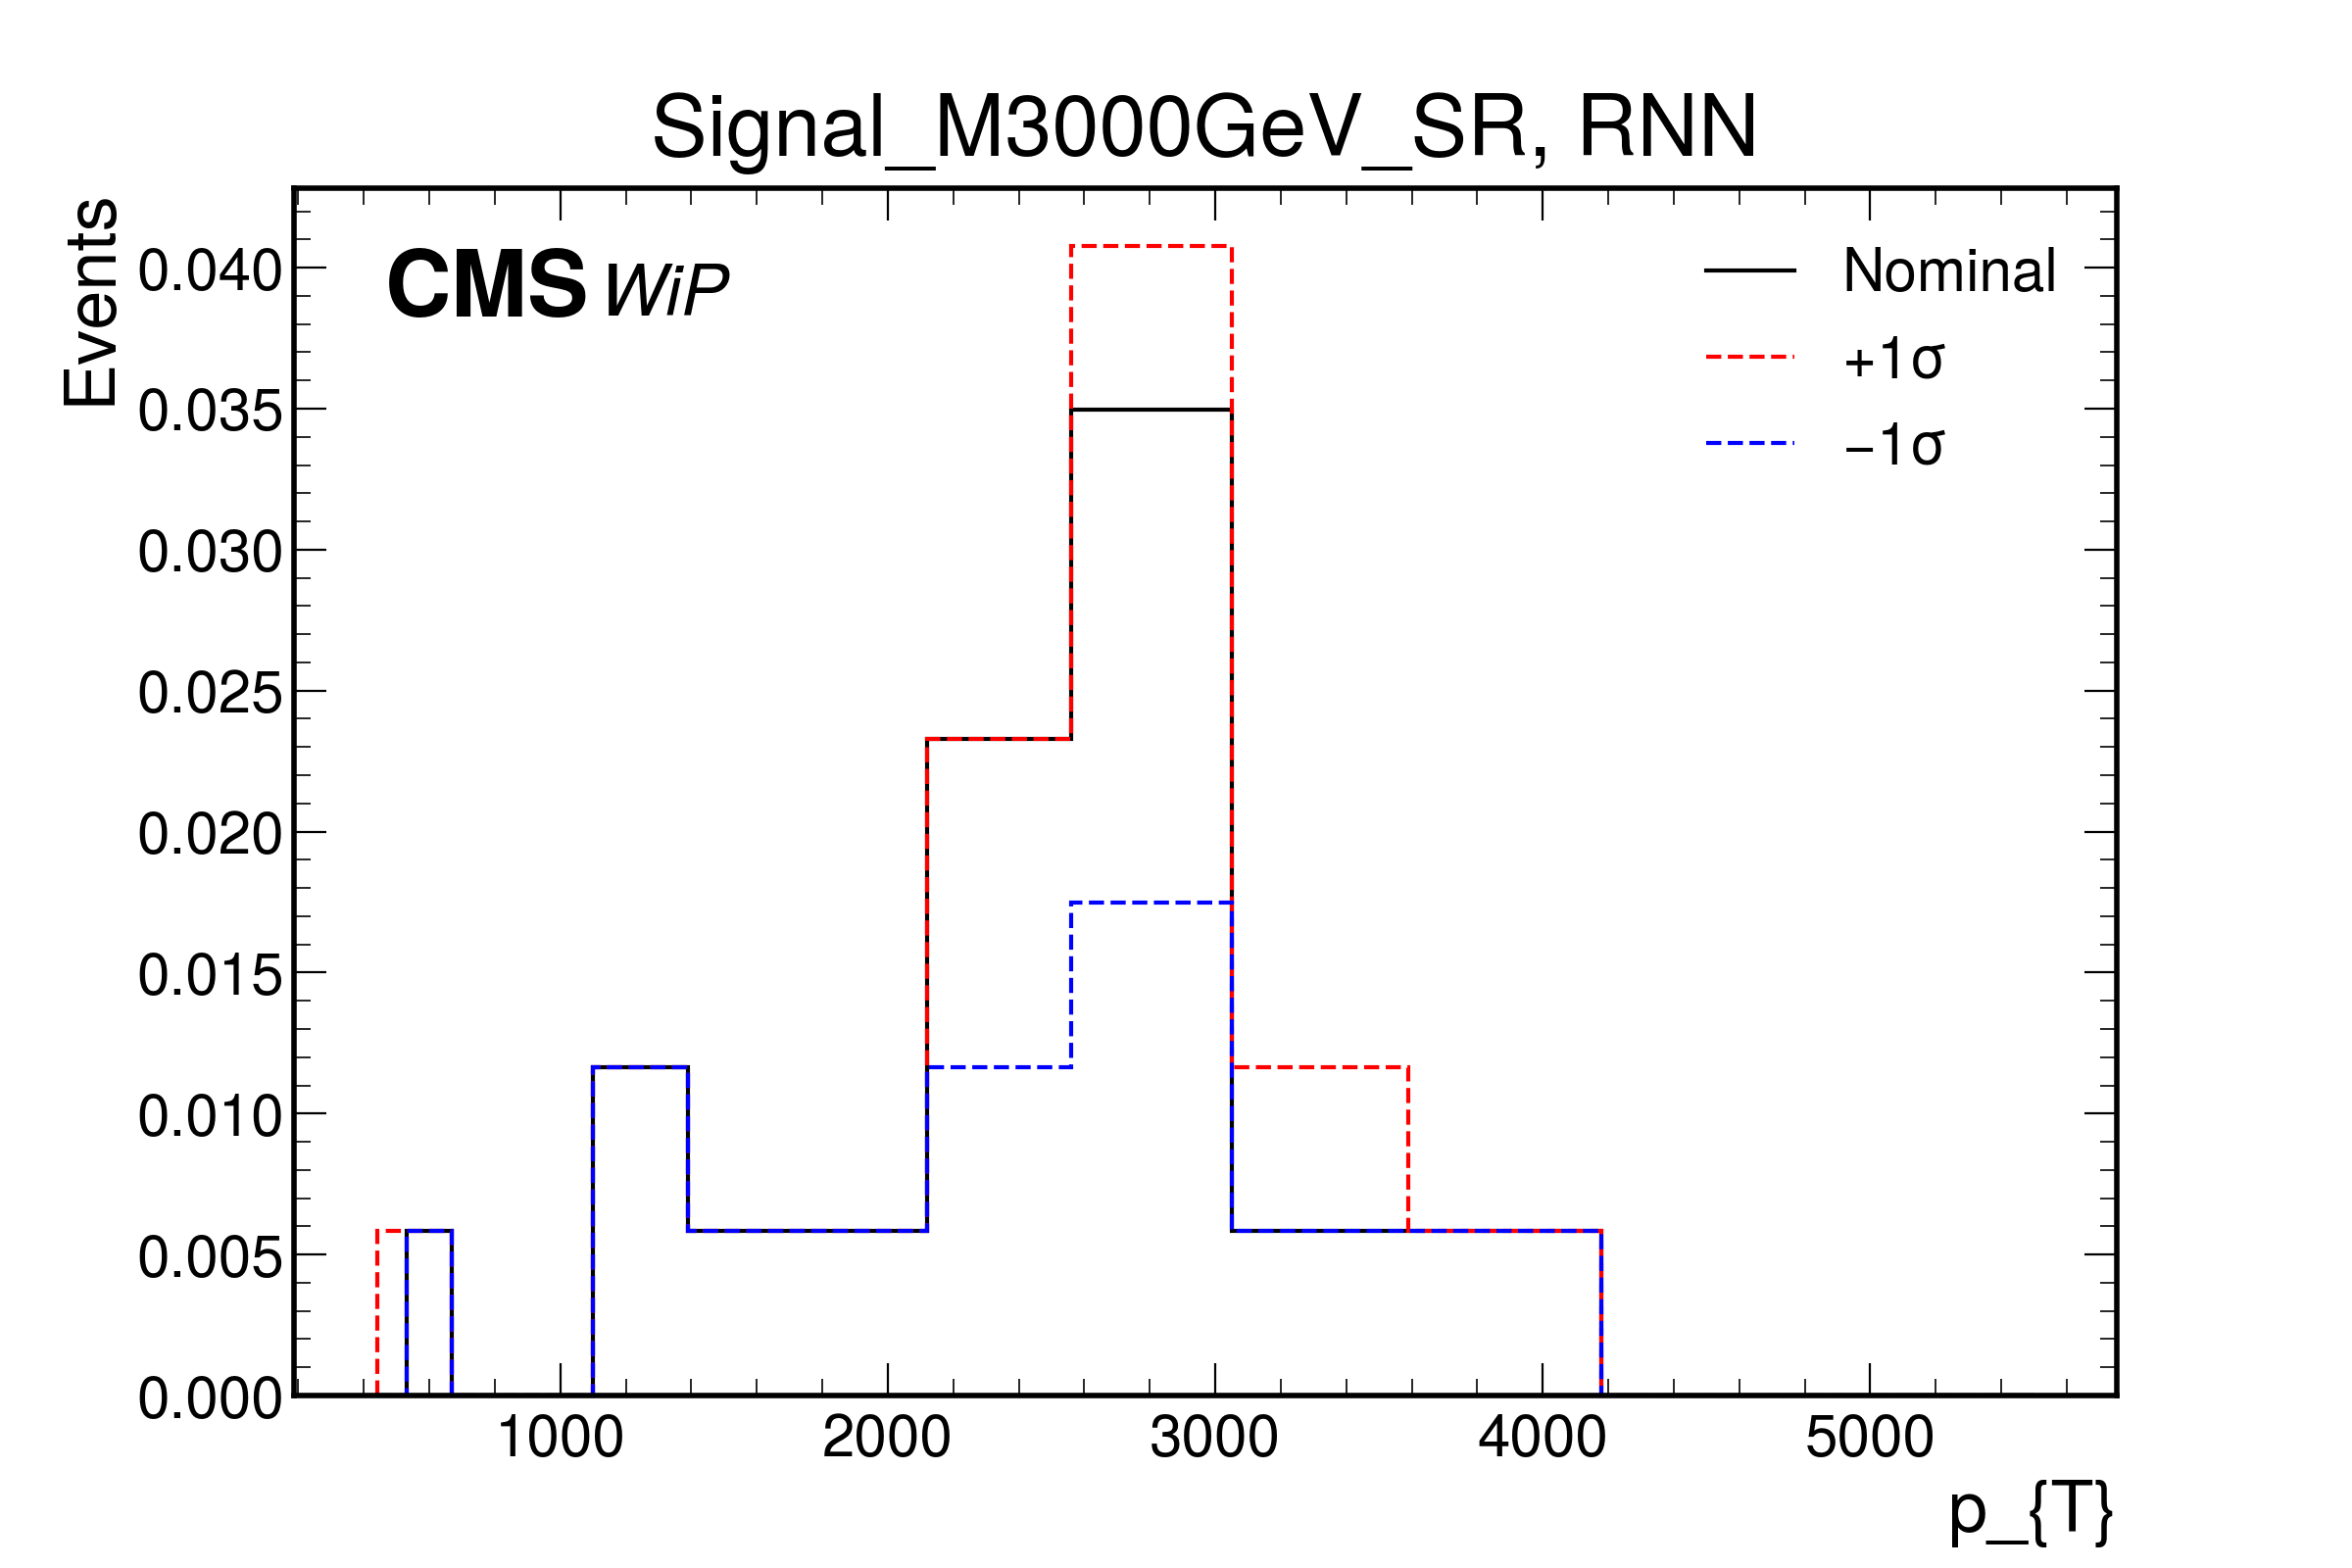 Signal_M3000GeV_SR, RNN
Events
CMS WiP
Nominal
+1σ
−1σ
0.040
0.035
0.030
0.025
0.020
0.015
0.010
0.005
0.000
1000 2000 3000 4000 5000
p_{T}